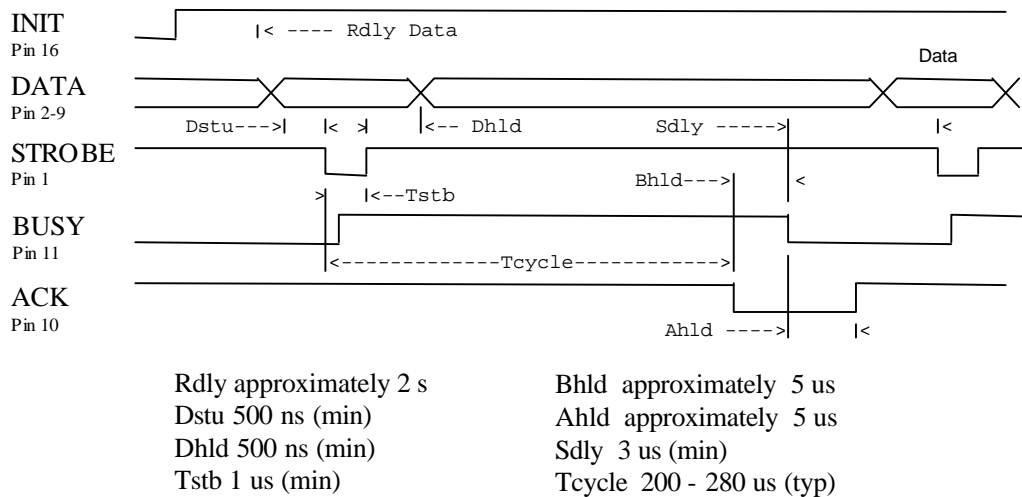 INIT
Pin 16
|< ---- Rdly Data
Data
DATA
Pin 2-9
Dstu---> |< >| |<-- Dhld Sdly -----> |<
STROBE
Pin 1
> |<--Tstb Bhld---> <
BUSY
Pin 11
<-------------Tcycle------------->
ACK
Pin 10
Ahld ----> |<
Rdly approximately 2 s
Dstu 500 ns (min)
Dhld 500 ns (min)
Tstb 1 us (min)
Bhld approximately 5 us
Ahld approximately 5 us
Sdly 3 us (min)
Tcycle 200 - 280 us (typ)